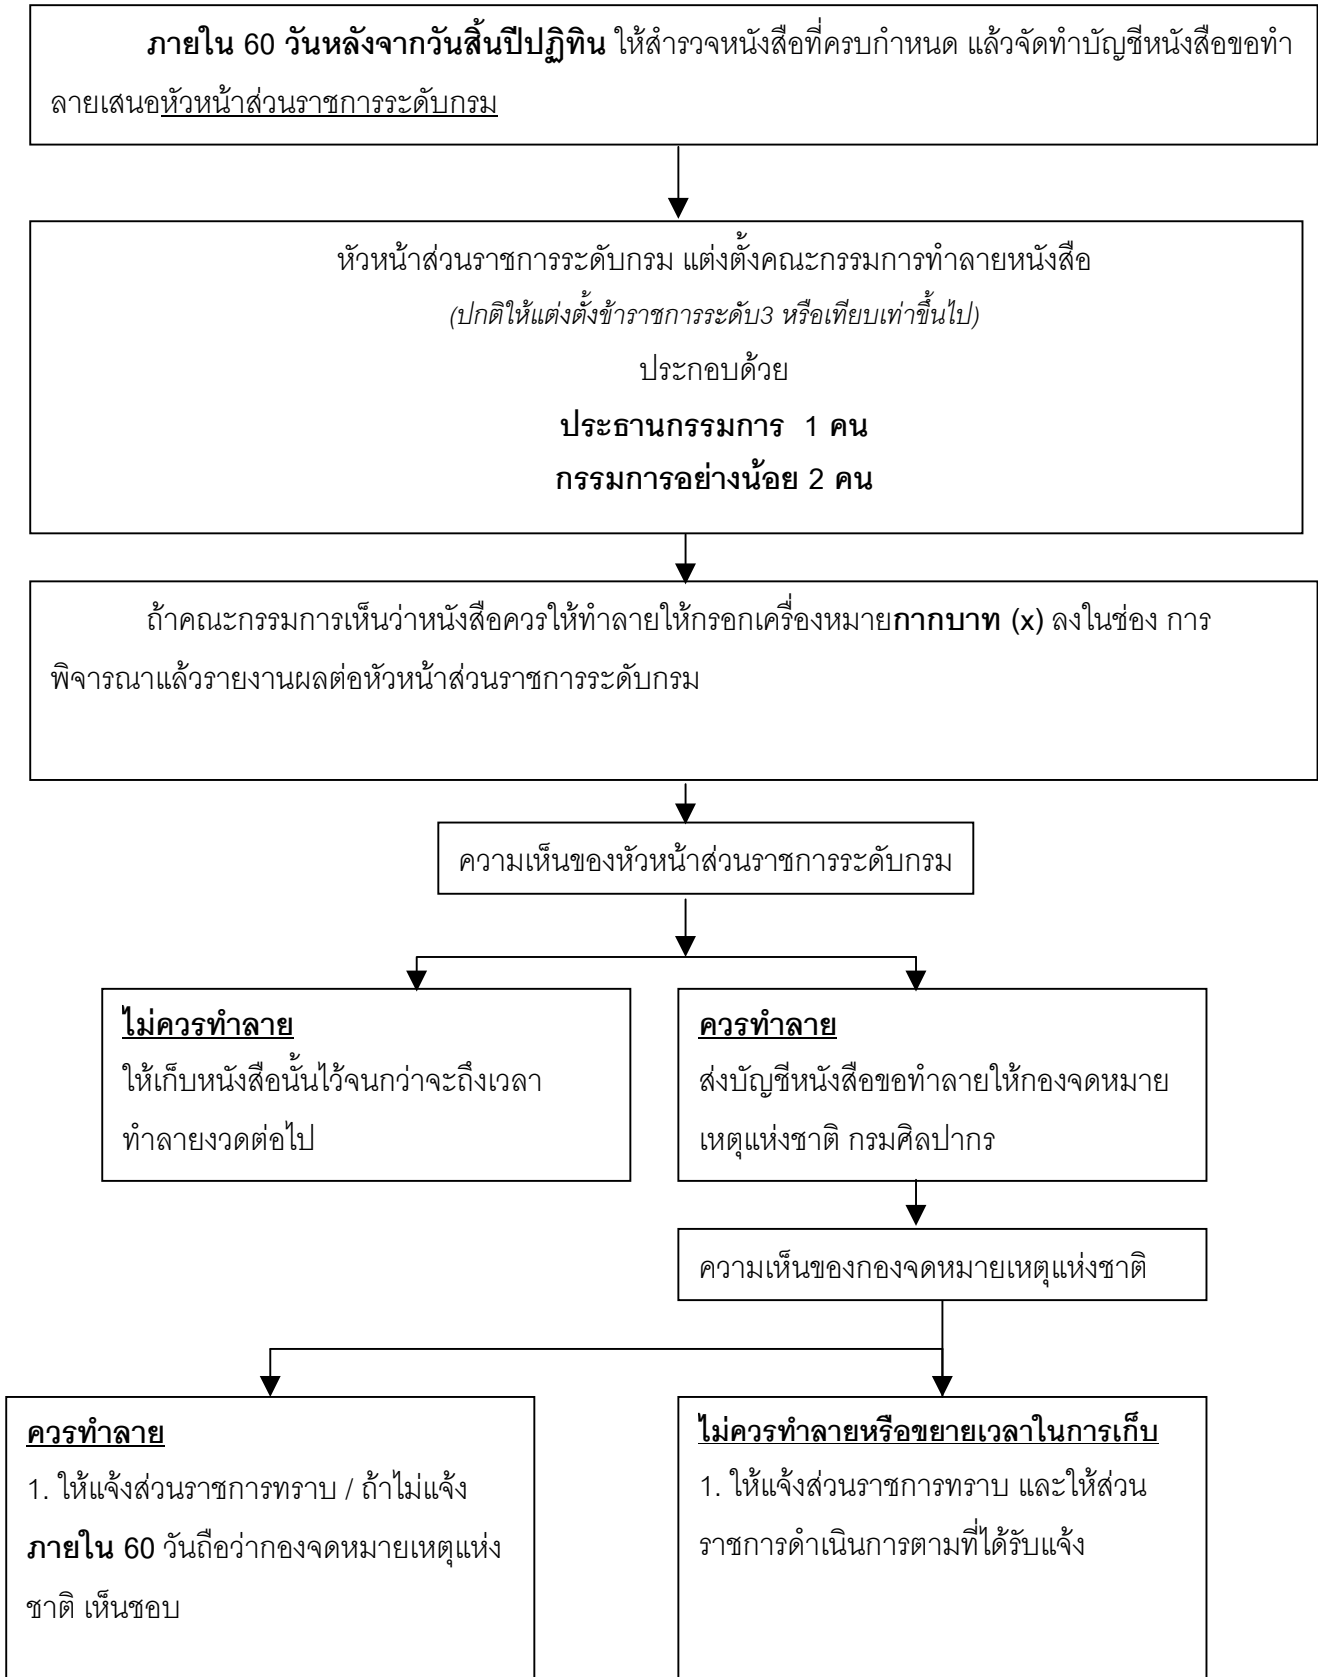 ภายใน 60 วันหลังจากวันสิ้นปีปฏิทิน ให้สำรวจหนังสือที่ครบกำหนด แล้วจัดทำบัญชีหนังสือขอทำ
ลายเสนอหัวหน้าส่วนราชการระดับกรม
หัวหน้าส่วนราชการระดับกรม แต่งตั้งคณะกรรมการทำลายหนังสือ
(ปกติให้แต่งตั้งข้าราชการระดับ3 หรือเทียบเท่าขึ้นไป)
ประกอบด้วย
ประธานกรรมการ 1 คน
กรรมการอย่างน้อย 2 คน
ถ้าคณะกรรมการเห็นว่าหนังสือควรให้ทำลายให้กรอกเครื่องหมายกากบาท (x) ลงในช่อง การ
พิจารณาแล้วรายงานผลต่อหัวหน้าส่วนราชการระดับกรม
ความเห็นของหัวหน้าส่วนราชการระดับกรม
ไม่ควรทำลาย
ให้เก็บหนังสือนั้นไว้จนกว่าจะถึงเวลา
ทำลายงวดต่อไป
ควรทำลาย
ส่งบัญชีหนังสือขอทำลายให้กองจดหมาย
เหตุแห่งชาติ กรมศิลปากร
ความเห็นของกองจดหมายเหตุแห่งชาติ
ควรทำลาย
1. ให้แจ้งส่วนราชการทราบ / ถ้าไม่แจ้ง
ภายใน 60 วันถือว่ากองจดหมายเหตุแห่ง
ชาติ เห็นชอบ
ไม่ควรทำลายหรือขยายเวลาในการเก็บ
1. ให้แจ้งส่วนราชการทราบ และให้ส่วน
ราชการดำเนินการตามที่ได้รับแจ้ง